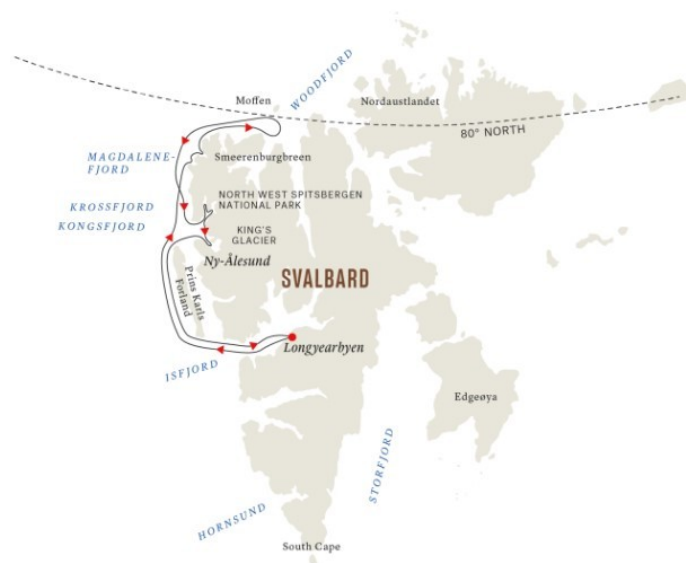 WOODFJORD
Moffen
Nordaustlandet
80° NORTH
MAGDALENE-
FJORD
Smeerenburgbreen
NORTH WEST SPITSBERGEN
NATIONAL PARK
KROSSFJORD
KONGSFJORD
KING'S
GLACIER
Ny-Ålesund
SVALBARD
Prins Karls
Forland
Longyearbyen
ISFJORD
Edgeøya
STORFJORD
HORNSUND
South Cape